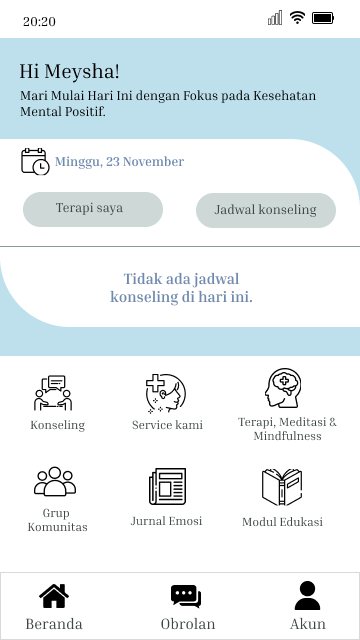 20:20
Hi Meysha!
Mari Mulai Hari Ini dengan Fokus pada Kesehatan
Mental Positif.
Minggu, 23 November
Terapi saya
Jadwal konseling
Tidak ada jadwal
konseling di hari ini.
Konseling
Service kami
Terapi, Meditasi &
Mindfulness
Grup
Komunitas
Jurnal Emosi
Modul Edukasi
Beranda
Obrolan
Akun